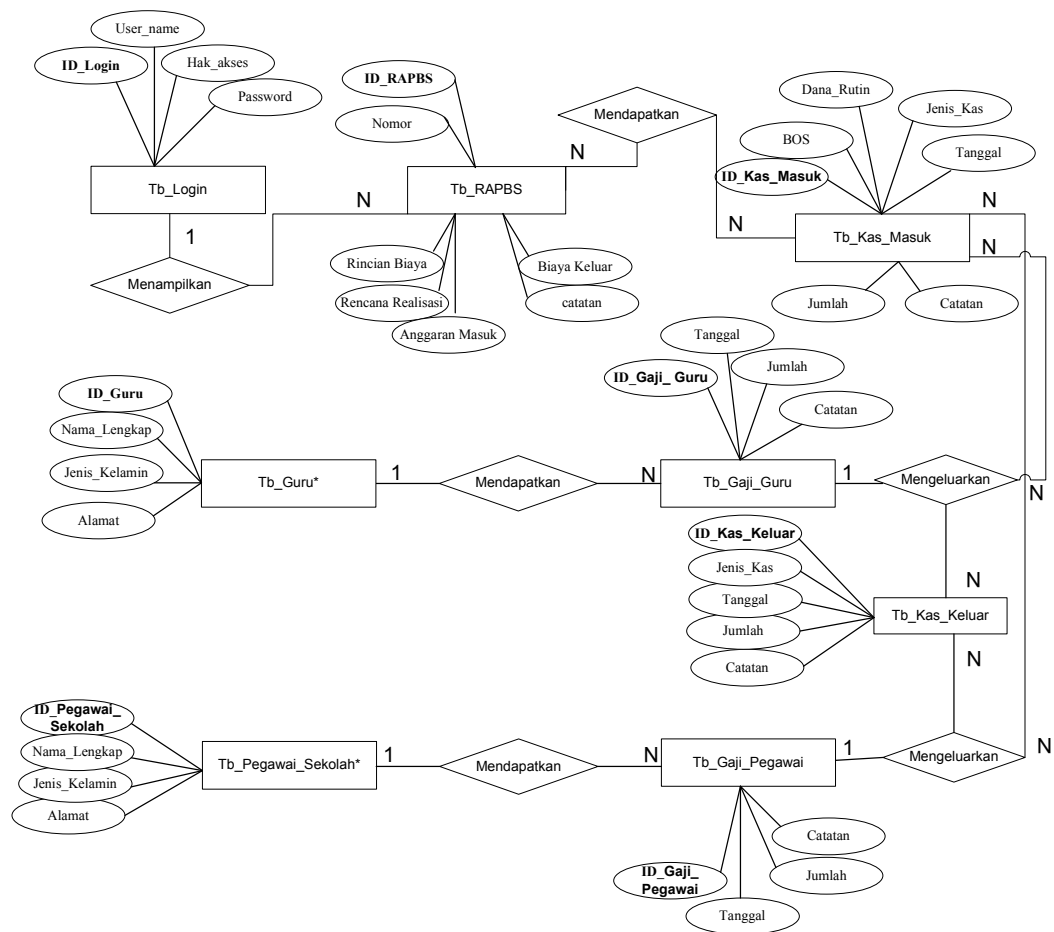 User_name
ID_Login
Hak_akses
Password
Tb_Login
1
Menampilkan
N
ID_RAPBS
Nomor
Tb_RAPBS
Rincian Biaya
Rencana Realisasi
Anggaran Masuk
Biaya Keluar
catatan
N
Mendapatkan
N
Dana_Rutin
Jenis_Kas
BOS
Tanggal
ID_Kas_Masuk
Tb_Kas_Masuk
N
N
Jumlah
Catatan
ID_Guru
Nama_Lengkap
Jenis_Kelamin
Alamat
Tb_Guru*
1
Mendapatkan
N
Tanggal
ID_Gaji_ Guru
Jumlah
Catatan
Tb_Gaji_Guru
1
Mengeluarkan
N
ID_Kas_Keluar
Jenis_Kas
Tanggal
Jumlah
Catatan
N
Tb_Kas_Keluar
N
ID_Pegawai_
Sekolah
Nama_Lengkap
Jenis_Kelamin
Alamat
Tb_Pegawai_Sekolah*
1
Mendapatkan
N
Tb_Gaji_Pegawai
1
Mengeluarkan
N
Catatan
Jumlah
ID_Gaji_
Pegawai
Tanggal